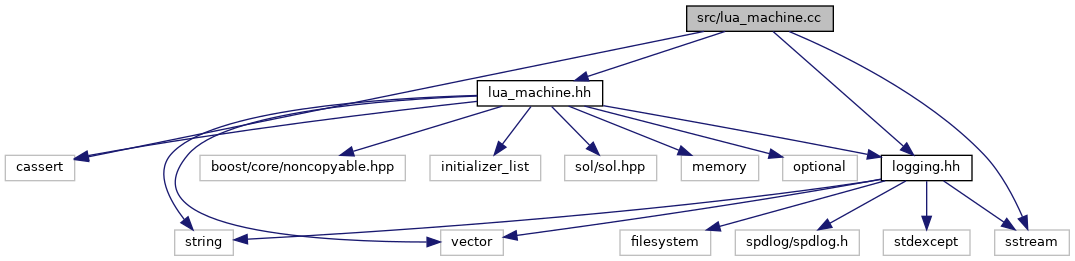 src/lua_machine.cc
lua_machine.hh
cassert
boost/core/noncopyable.hpp
initializer_list
sol/sol.hpp
memory
optional
logging.hh
string
vector
filesystem
spdlog/spdlog.h
stdexcept
sstream